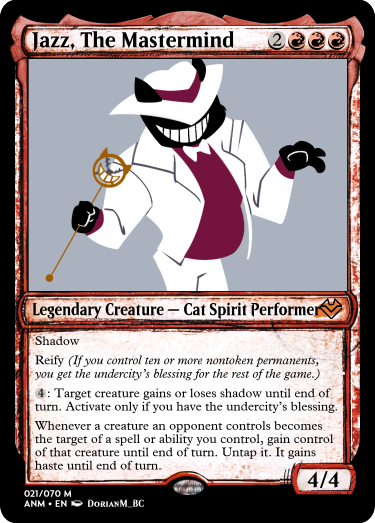 Jazz, The Mastermind 2
Legendary Creature — Cat Spirit Performer
Shadow
Reify (If you control ten or more nontoken permanents,
you get the undercity's blessing for the rest of the game.)
4: Target creature gains or loses shadow until end of
turn. Activate only if you have the undercity's blessing.
Whenever a creature an opponent controls becomes
the target of a spell or ability you control, gain control
of that creature until end of turn. Untap it. It gains
haste until end of turn.
4/4
021/070 M
ANM • EN DorianM_BC